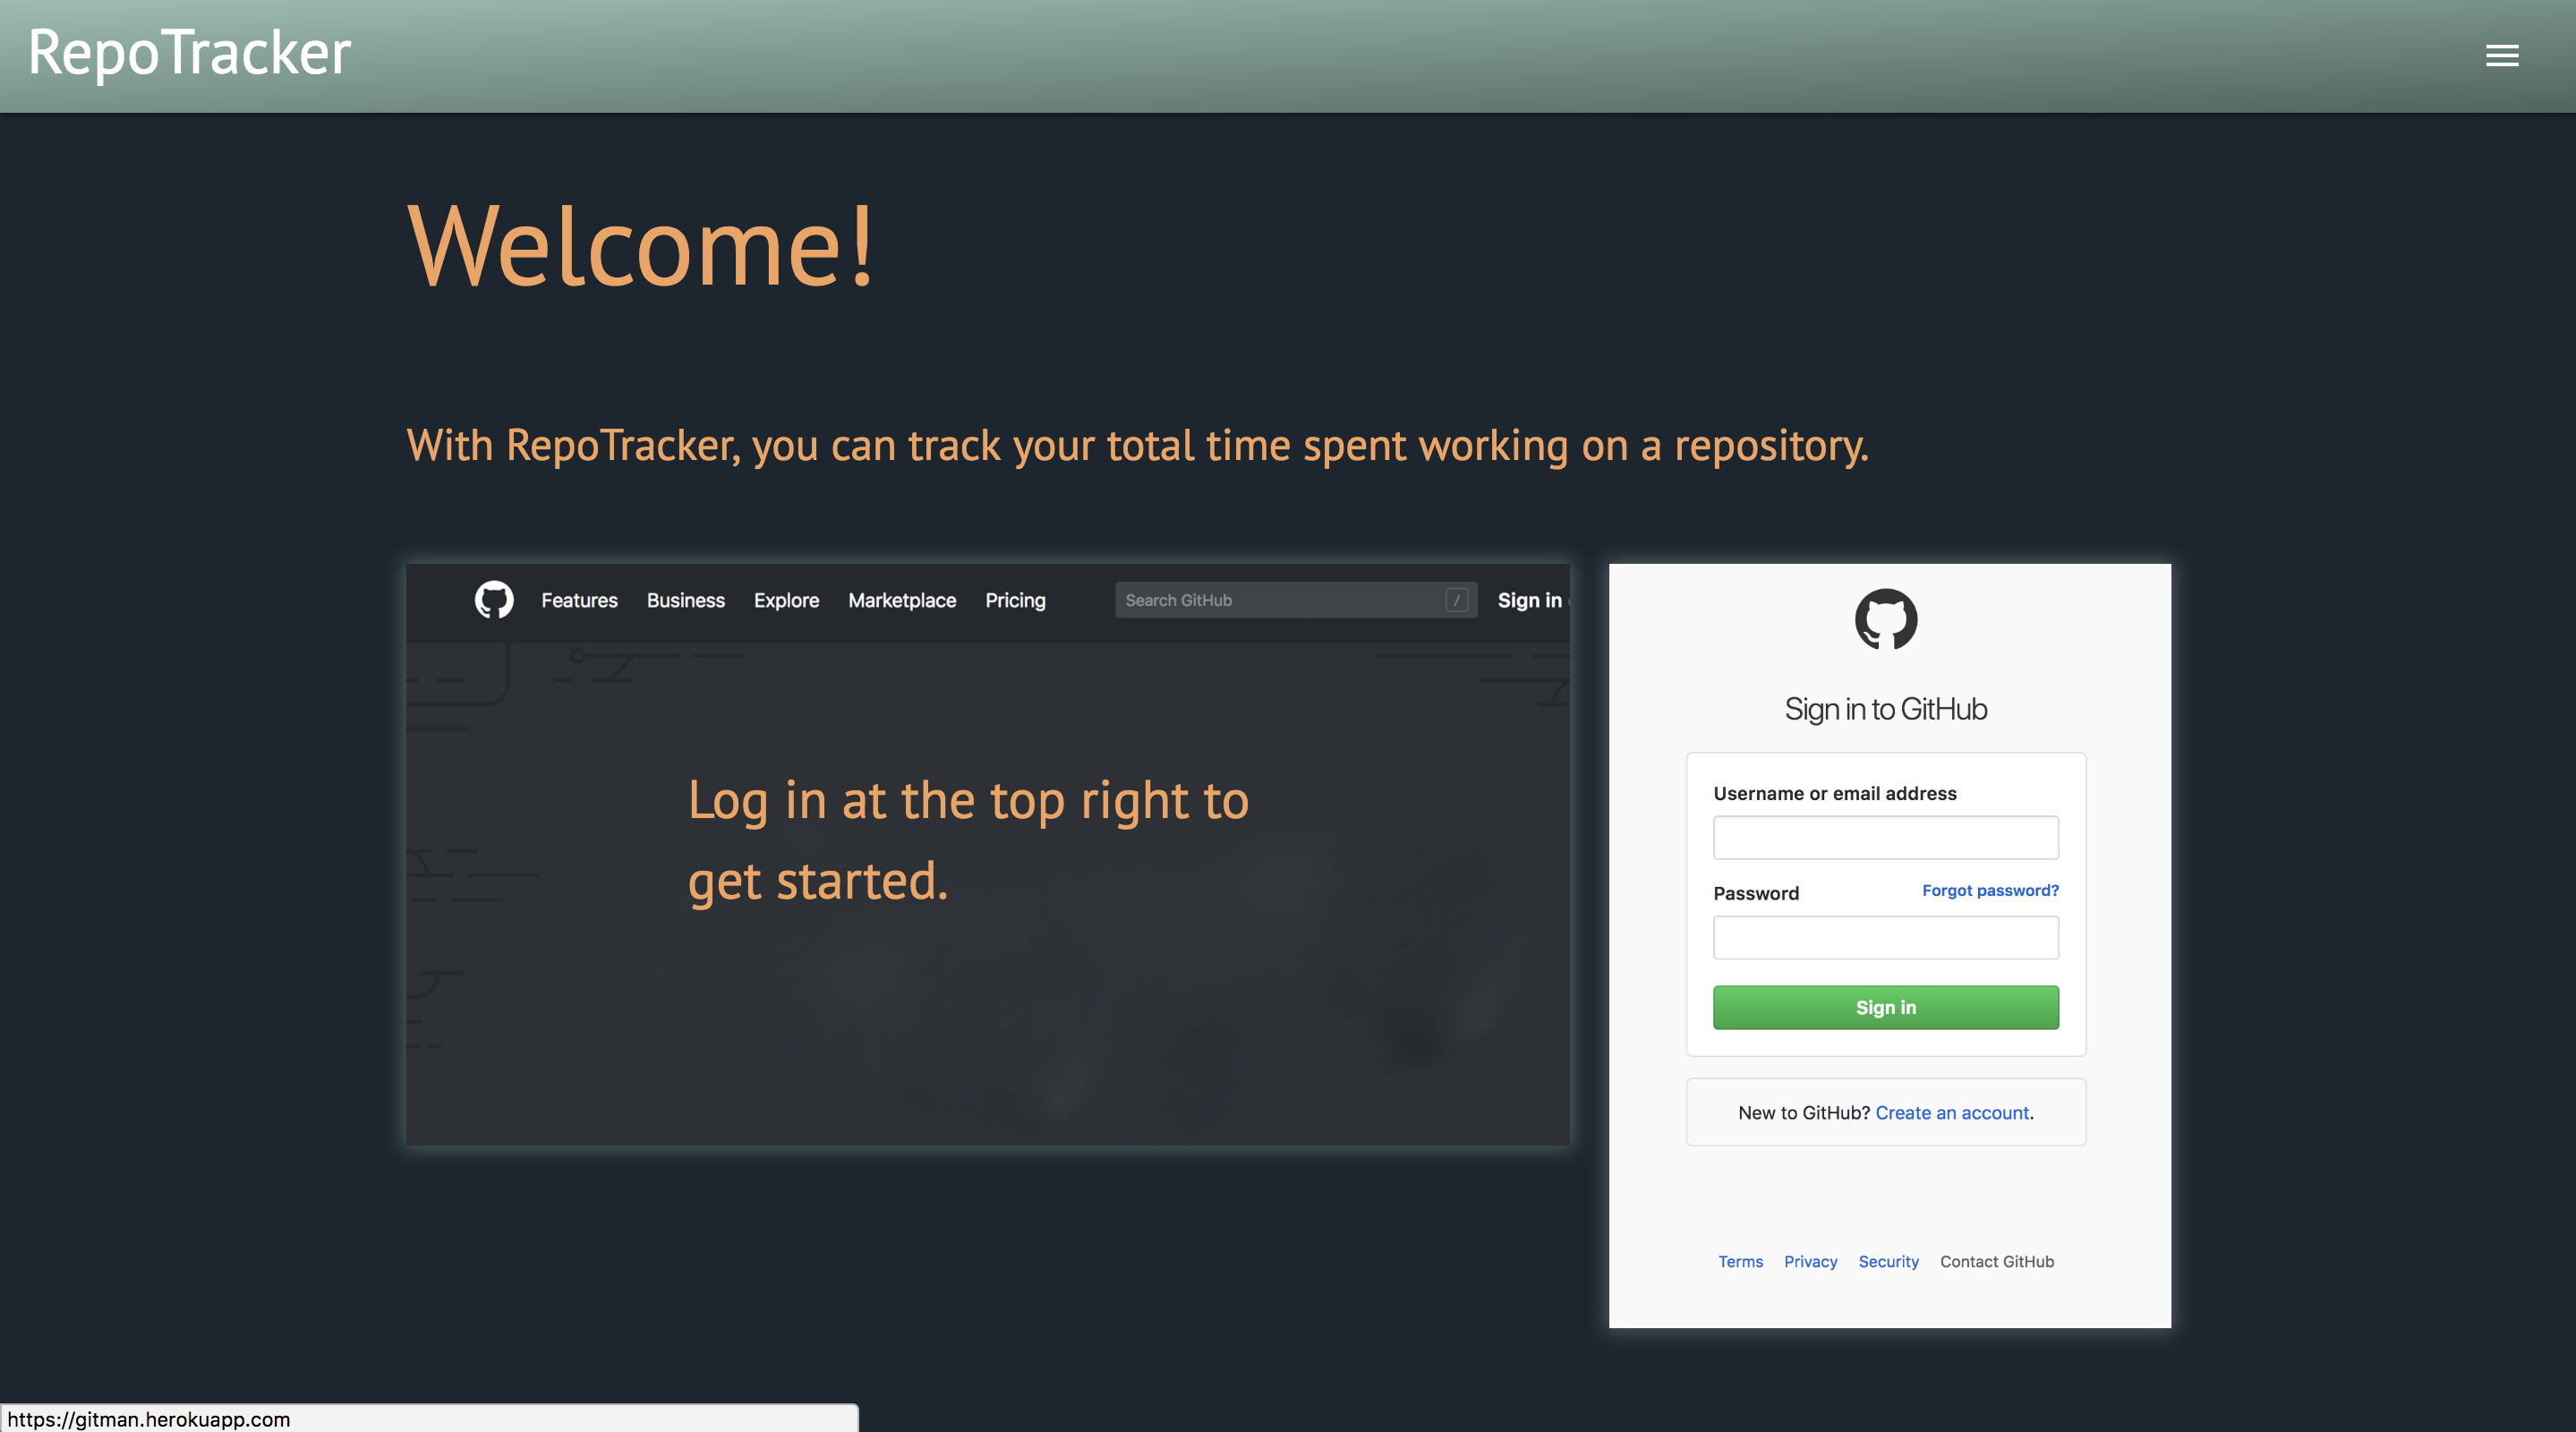 RepoTracker
Welcome!
With RepoTracker, you can track your total time spent working on a repository.
Features Business Explore Marketplace Pricing Search GitHub / Sign in
Log in at the top right to
get started.
Sign in to GitHub
Username or email address
Password Forgot password?
Sign in
New to GitHub? Create an account.
Terms Privacy Security Contact GitHub
https://gitman.herokuapp.com